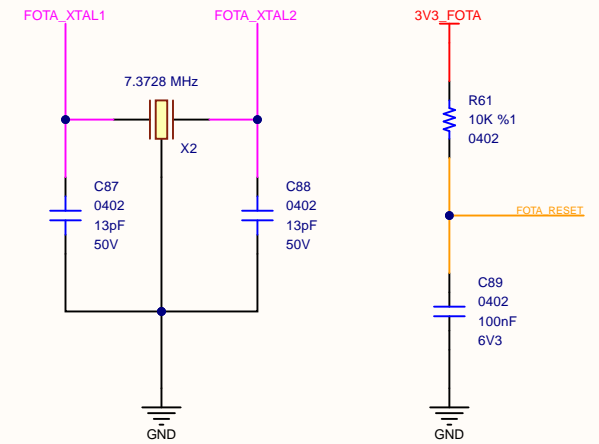 FOTA_XTAL1
FOTA_XTAL2
7.3728 MHz
X2
C87
0402
13pF
50V
C88
0402
13pF
50V
GND
3V3_FOTA
R61
10K %1
0402
FOTA_RESET
C89
0402
100nF
6V3
GND